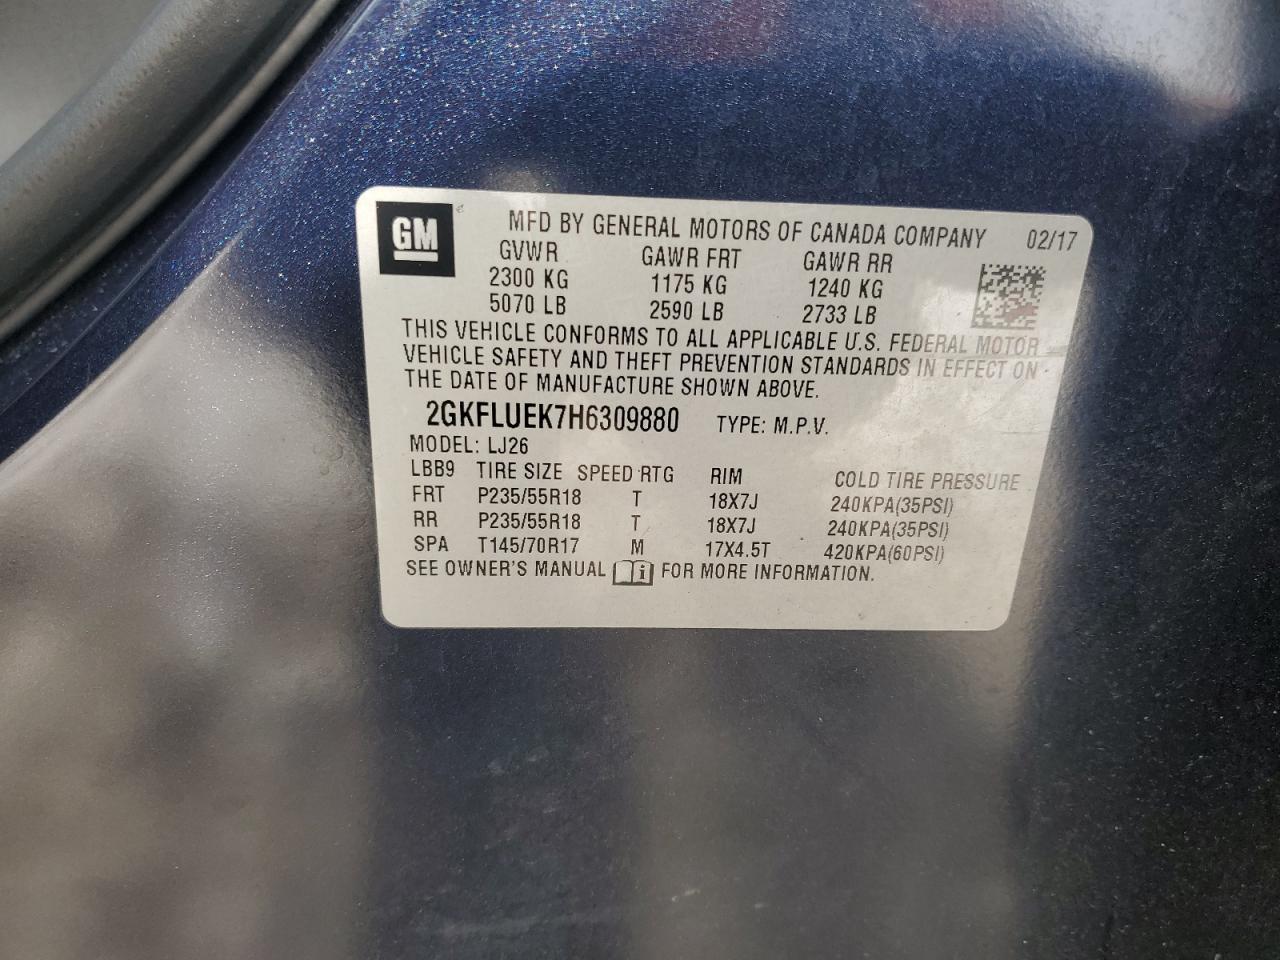 GM
MFD BY GENERAL MOTORS OF CANADA COMPANY 02/17
GVWR GAWR FRT GAWR RR
2300 KG 1175 KG 1240 KG
5070 LB 2590 LB 2733 LB
THIS VEHICLE CONFORMS TO ALL APPLICABLE U.S. FEDERAL MOTOR
VEHICLE SAFETY AND THEFT PREVENTION STANDARDS IN EFFECT ON
THE DATE OF MANUFACTURE SHOWN ABOVE.
2GKFLUEK7H6309880 TYPE: M.P.V.
MODEL: LJ26
LBB9 TIRE SIZE SPEED RTG RIM COLD TIRE PRESSURE
FRT P235/55R18 T 18X7J 240KPA(35PSI)
RR P235/55R18 T 18X7J 240KPA(35PSI)
SPA T145/70R17 M 17X4.5T 420KPA(60PSI)
SEE OWNER'S MANUAL i FOR MORE INFORMATION.